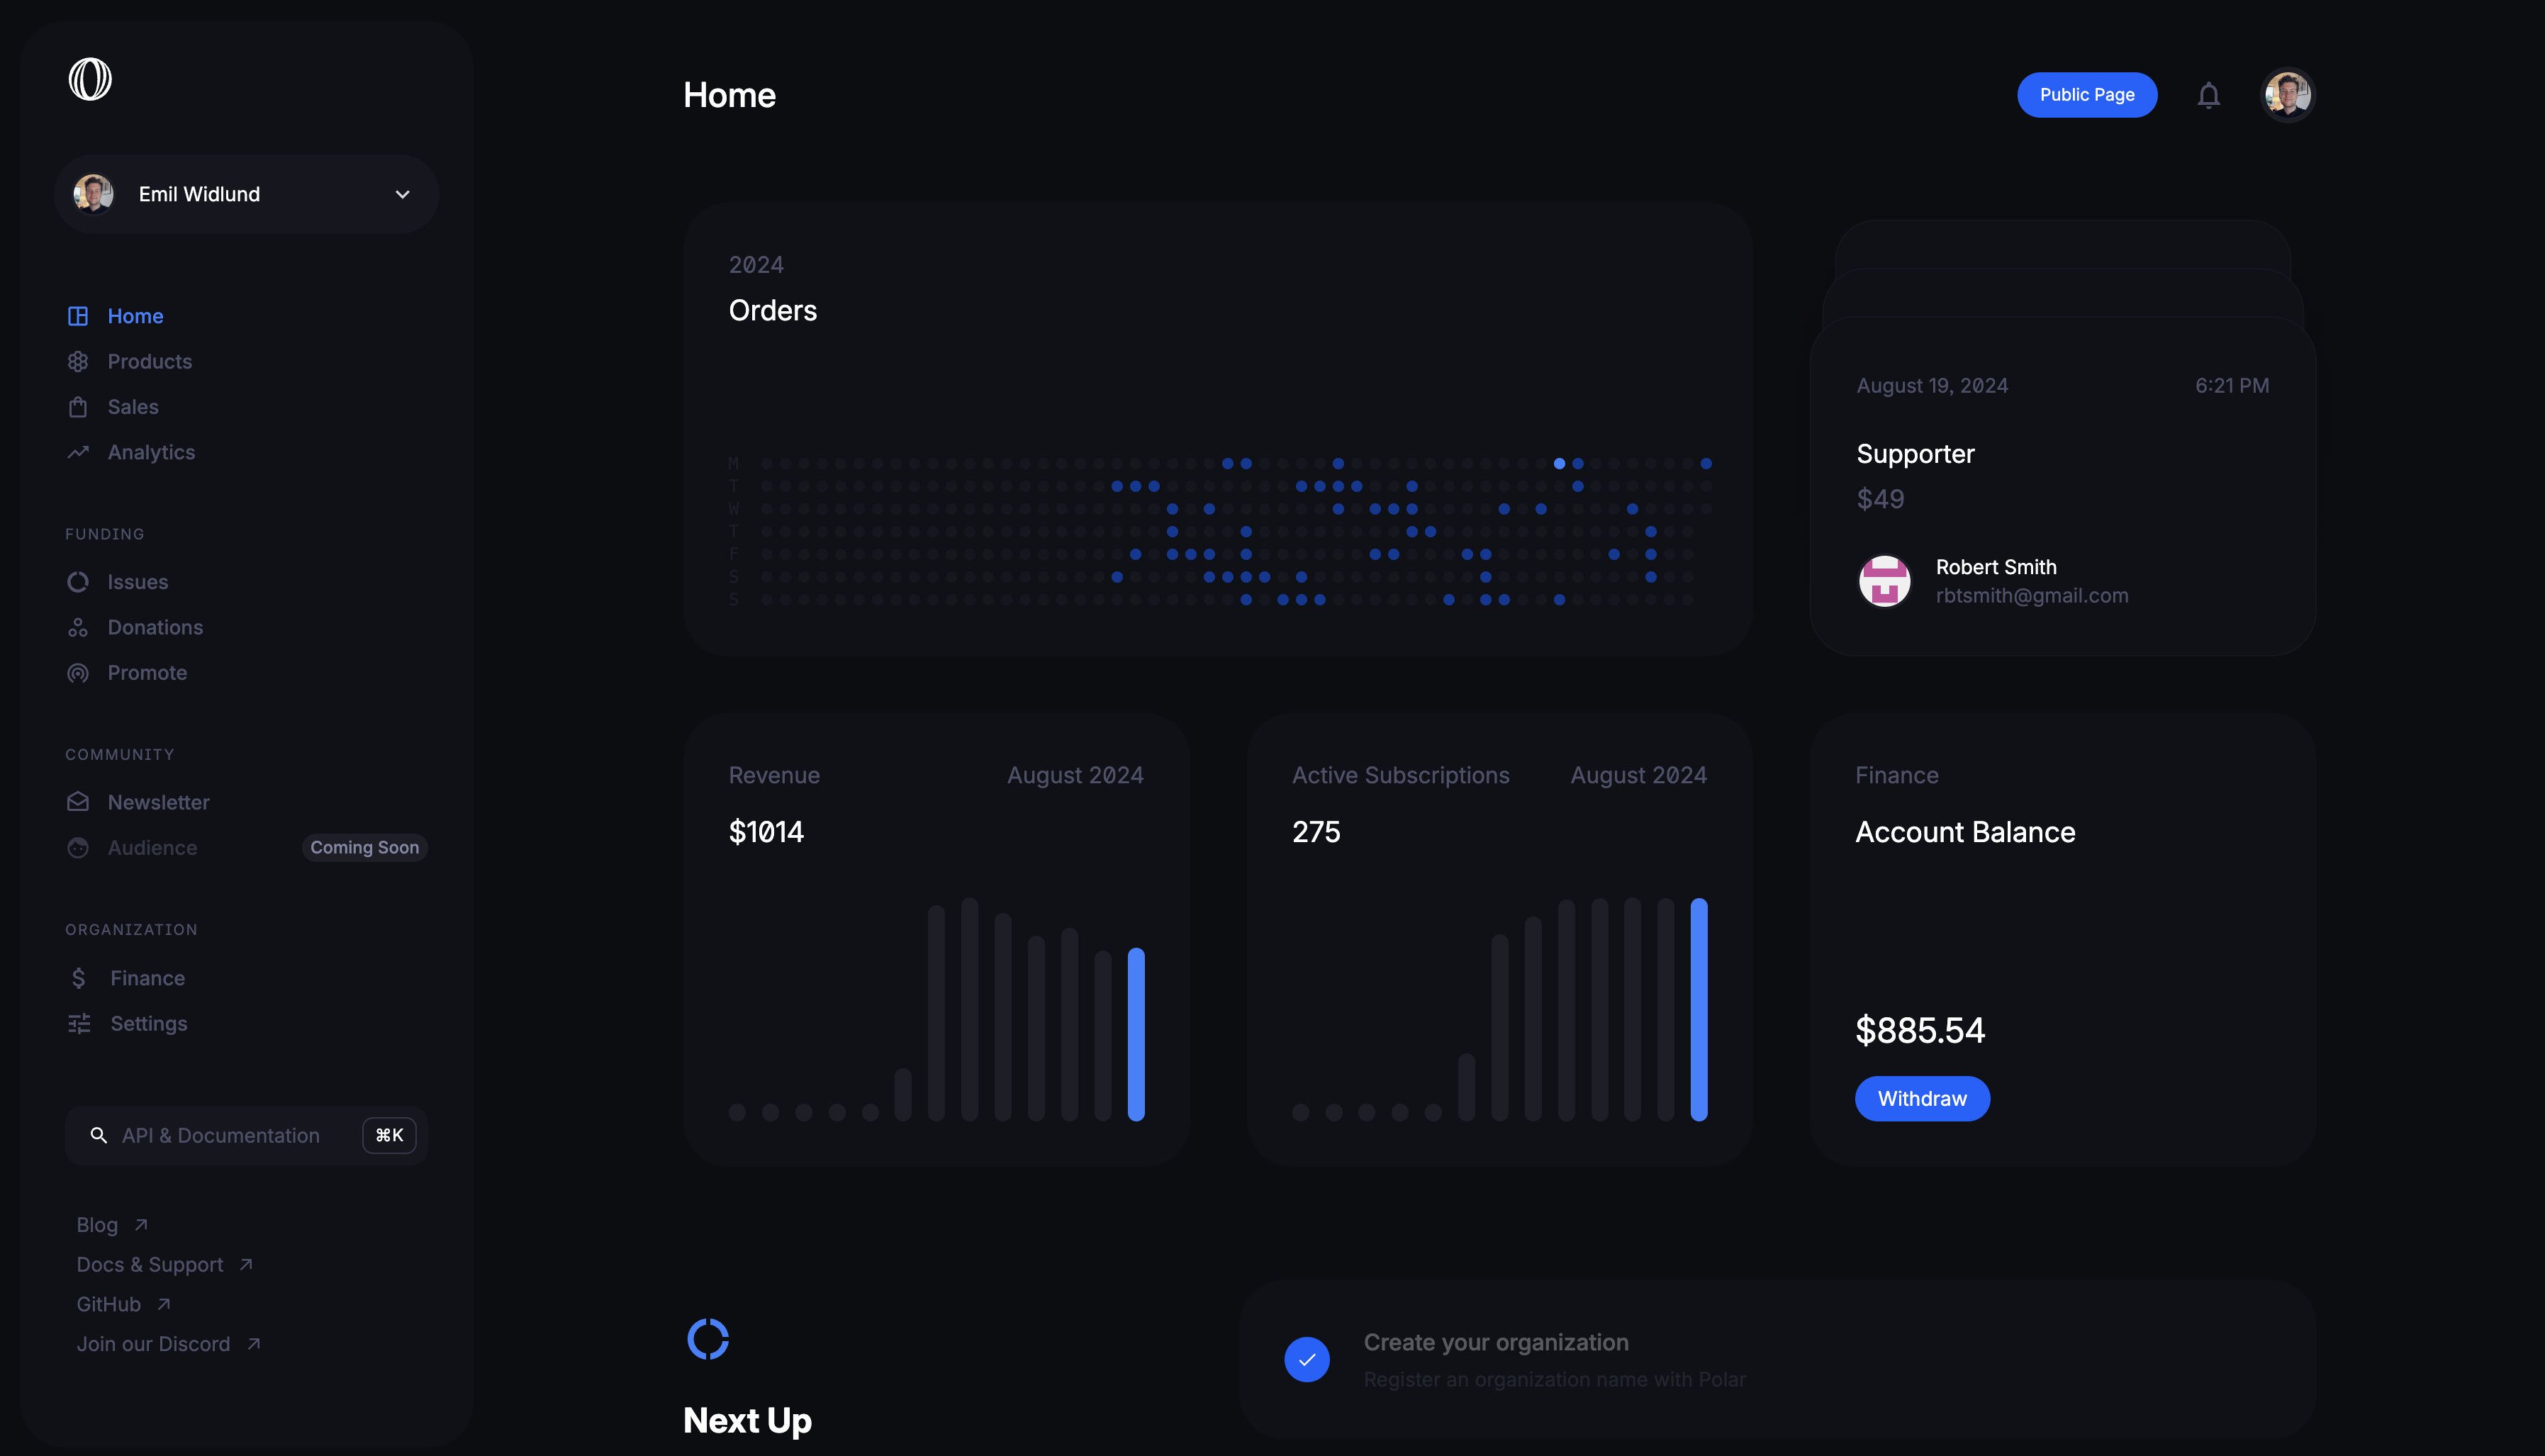 Emil Widlund
Home
Products
Sales
Analytics
FUNDING
Issues
Donations
Promote
COMMUNITY
Newsletter
Audience Coming Soon
ORGANIZATION
Finance
Settings
API & Documentation ⌘K
Blog
Docs & Support
GitHub
Join our Discord
Home
Public Page
2024
Orders
M
T
W
T
F
S
S
August 19, 2024 6:21 PM
Supporter
$49
Robert Smith
rbtsmith@gmail.com
Revenue August 2024
$1014
Active Subscriptions August 2024
275
Finance
Account Balance
$885.54
Withdraw
Next Up
Create your organization
Register an organization name with Polar